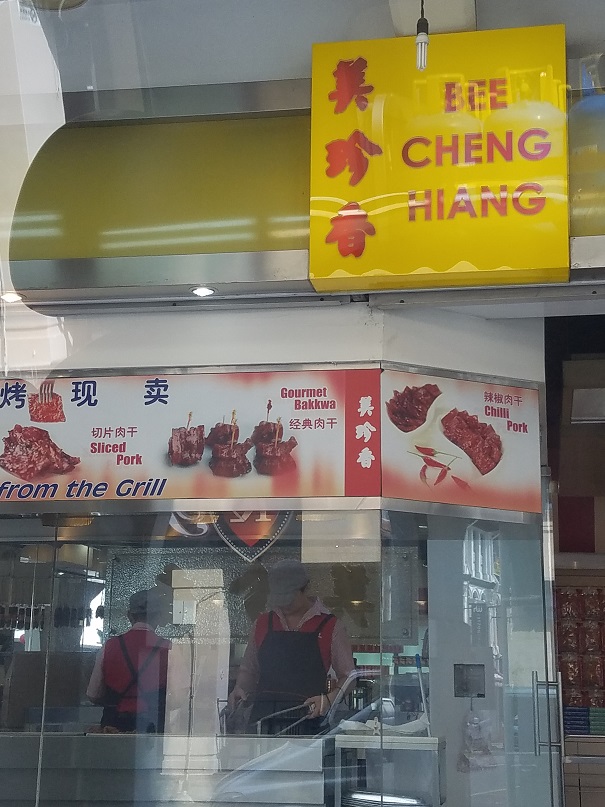 美珍香
BEE
CHENG
HIANG
烤 现 卖
切片肉干
Sliced
Pork
from the Grill
Gourmet
Bakkwa
经典肉干
美珍香
辣椒肉干
Chilli
Pork